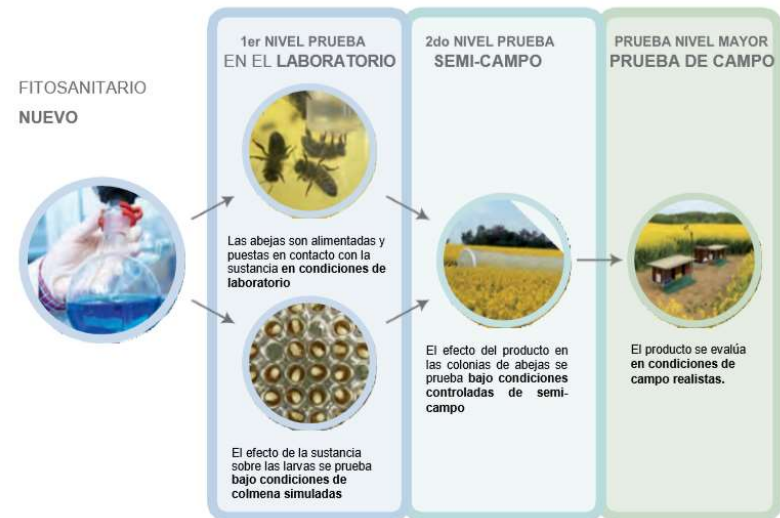 FITOSANITARIO
NUEVO
1er NIVEL PRUEBA
EN EL LABORATORIO
Las abejas son alimentadas y
puestas en contacto con la
sustancia en condiciones de
laboratorio
El efecto de la sustancia
sobre las larvas se prueba
bajo condiciones de
colmena simuladas
2do NIVEL PRUEBA
SEMI-CAMPO
El efecto del producto en
las colonias de abejas se
prueba bajo condiciones
controladas de semi-
campo
PRUEBA NIVEL MAYOR
PRUEBA DE CAMPO
El producto se evalúa
en condiciones de
campo realistas.